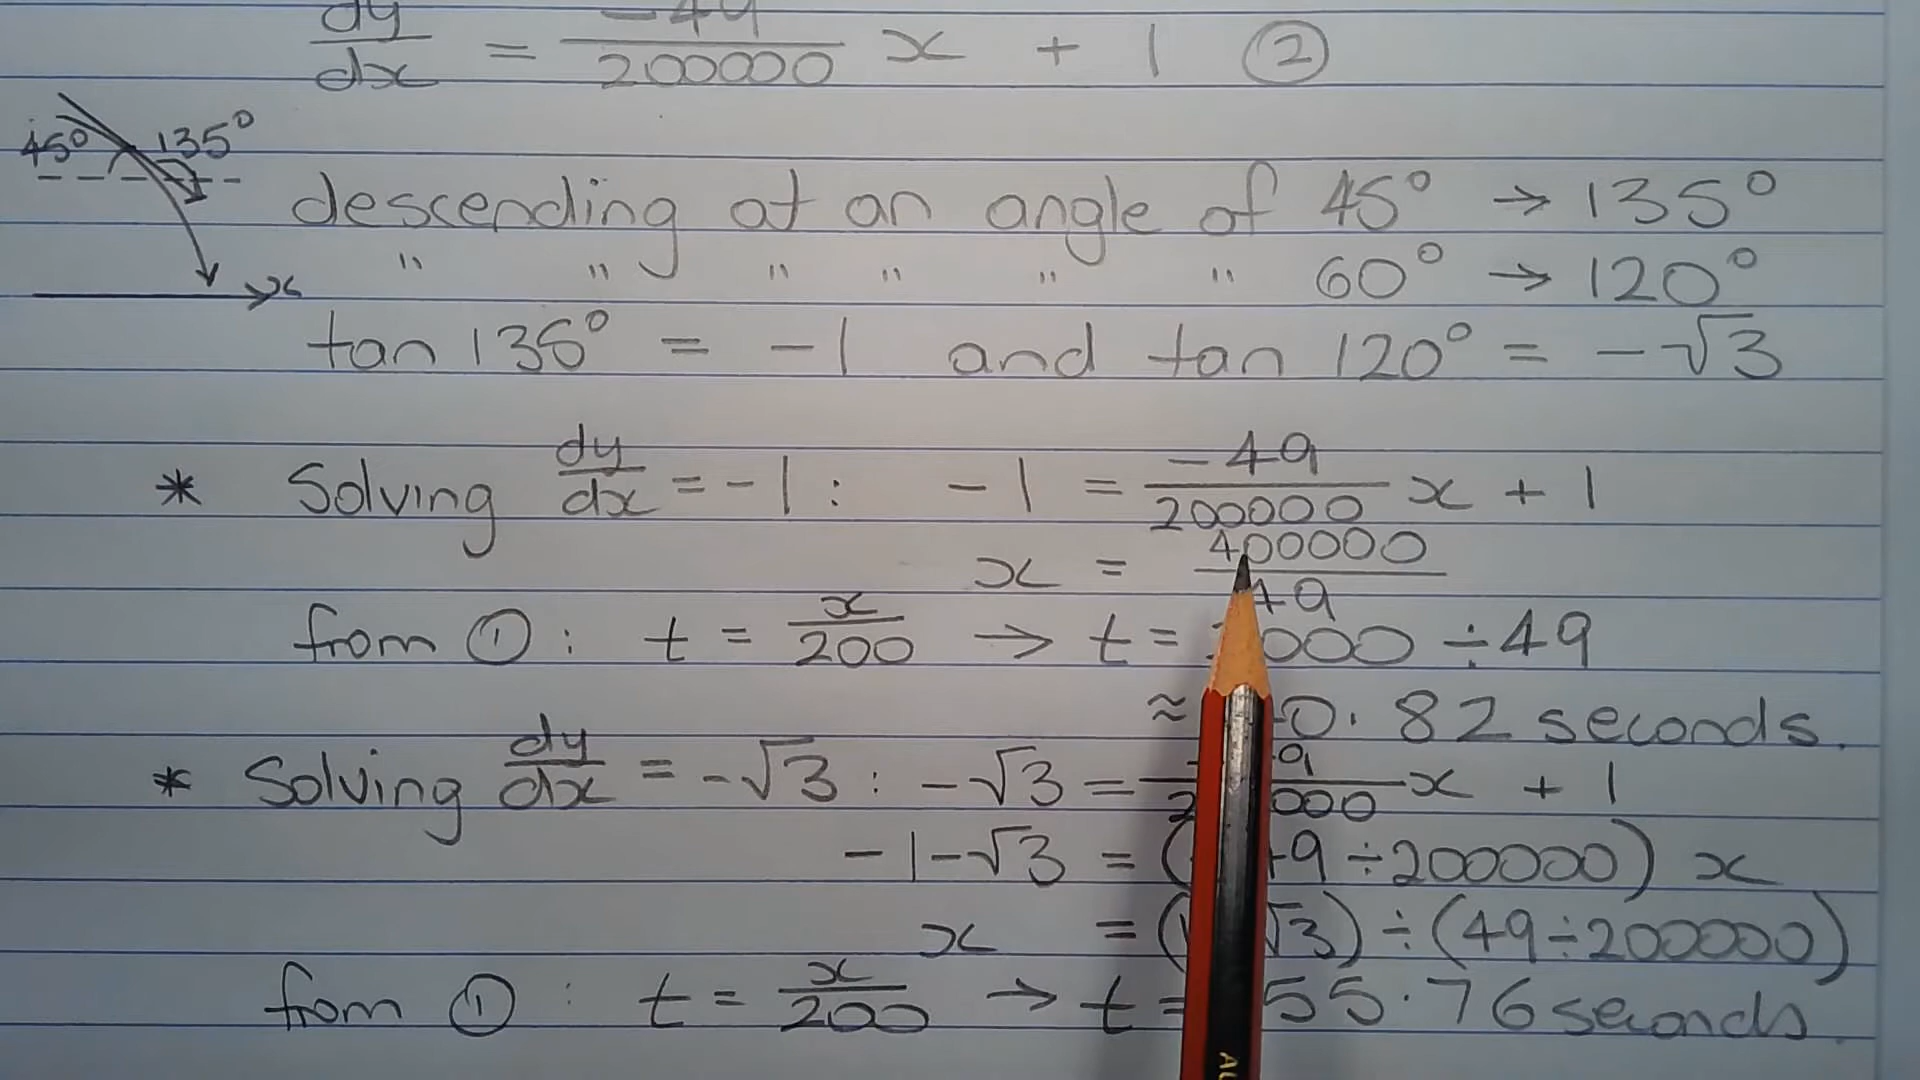 dy/dx = -49/200000 x + 1 ②
45° 135°
descending at an angle of 45° → 135°
" " " " " " 60° → 120°
x
tan 135° = -1 and tan 120° = -√3
* Solving dy/dx = -1 : -1 = -49/200000 x + 1
x = 400000/49
from ① : t = x/200 → t = 000 ÷ 49
≈ 0.82 seconds.
* Solving dy/dx = -√3 : -√3 = 9/2 000 x + 1
-1-√3 = ( 9 ÷ 200000) x
x = ( √3) ÷ (49 ÷ 200000)
from ① : t = x/200 → t = 55.76 seconds
AU